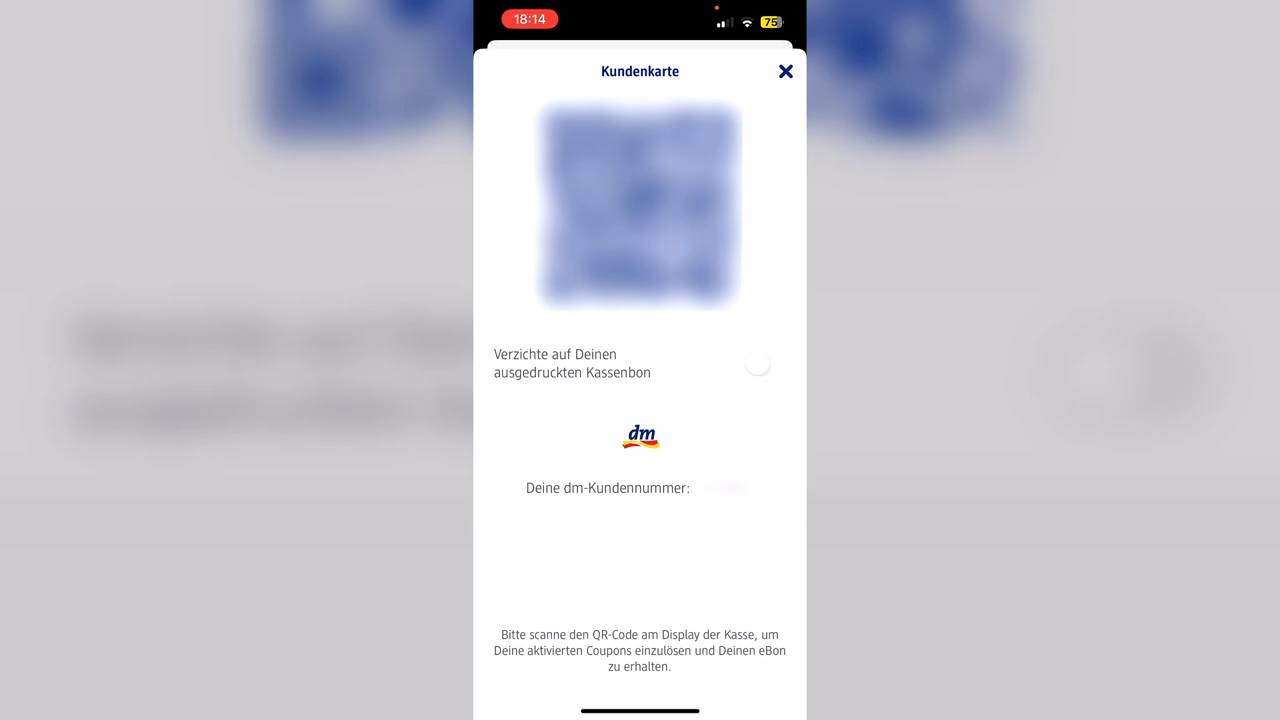 18:14
75
Kundenkarte
Verzichte auf Deinen
ausgedruckten Kassenbon
dm
Deine dm-Kundennummer:
Bitte scanne den QR-Code am Display der Kasse, um
Deine aktivierten Coupons einzulösen und Deinen eBon
zu erhalten.